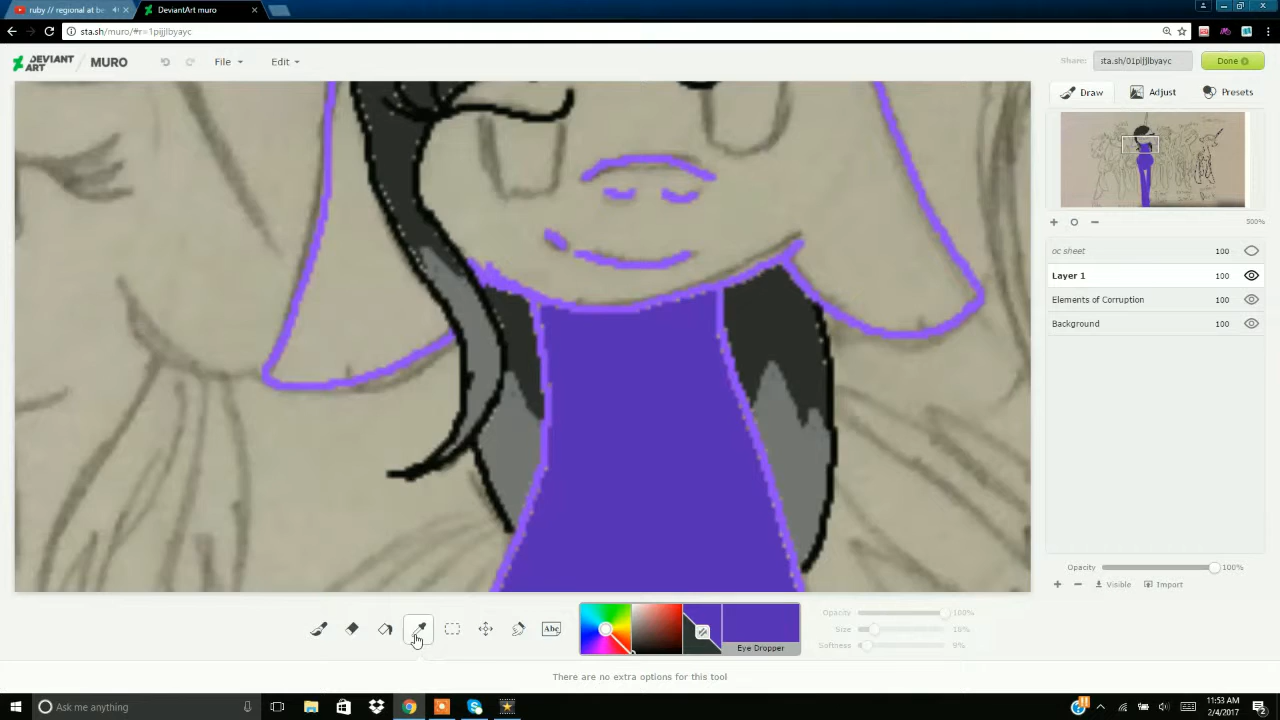 ruby // regional at be
DeviantArt muro
sta.sh/muro/#r=1pijjlbyayc
DEVIANT ART / MURO
File
Edit
Share:
sta.sh/01pijjlbyayc
Done
Draw
Adjust
Presets
500%
oc sheet 100
Layer 1 100
Elements of Corruption 100
Background 100
Opacity 100%
Visible
Import
Abc
Eye Dropper
Opacity 100%
Size 16%
Softness 9%
There are no extra options for this tool
Ask me anything
11:53 AM
2/4/2017